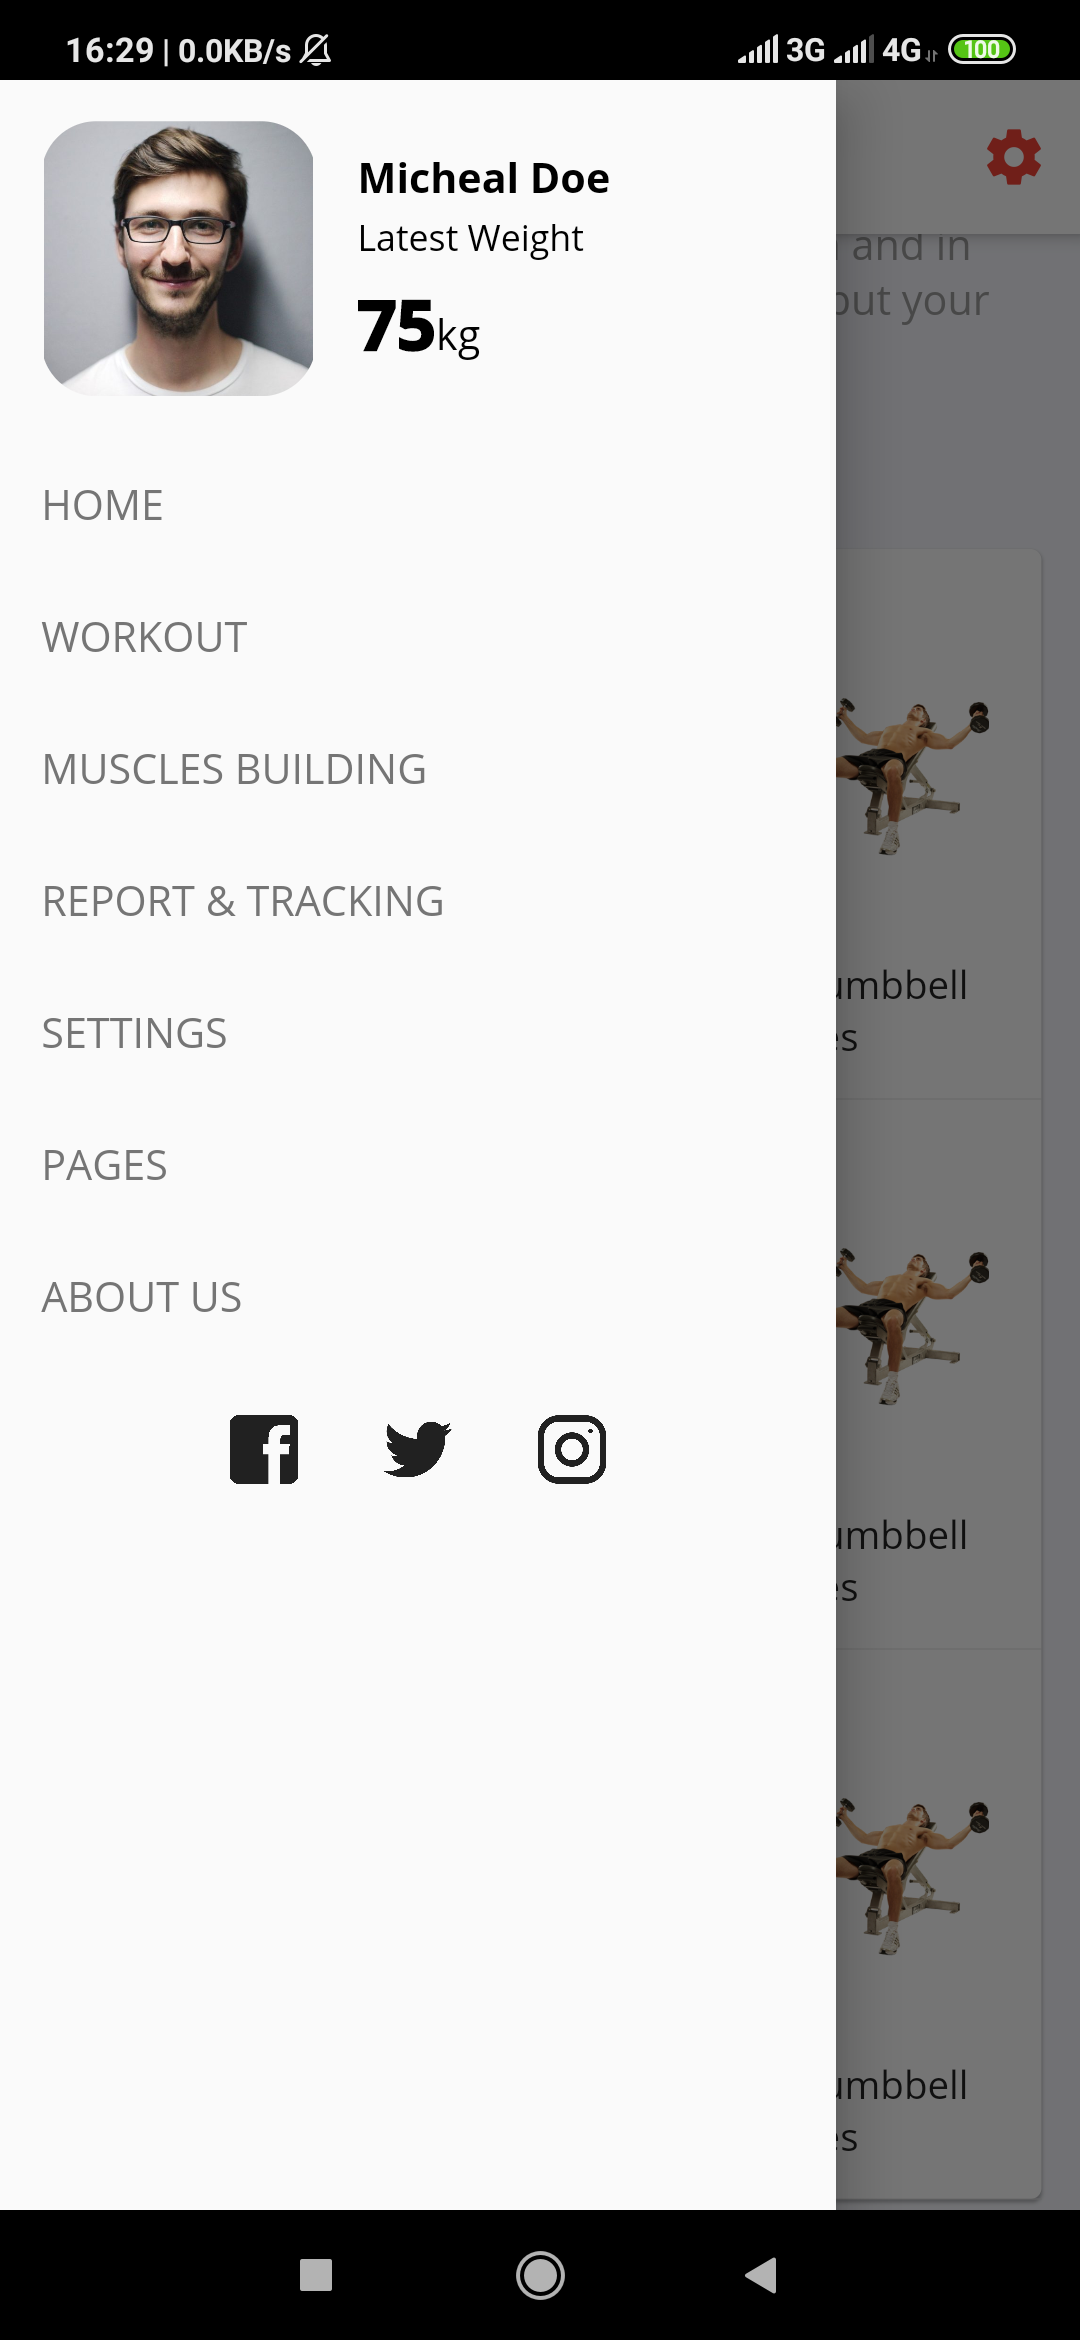 16:29 | 0.0KB/s 3G 4G 100
Micheal Doe
Latest Weight
75kg
and in
put your
HOME
WORKOUT
MUSCLES BUILDING
REPORT & TRACKING
SETTINGS
PAGES
ABOUT US
umbbell
es
umbbell
es
umbbell
es